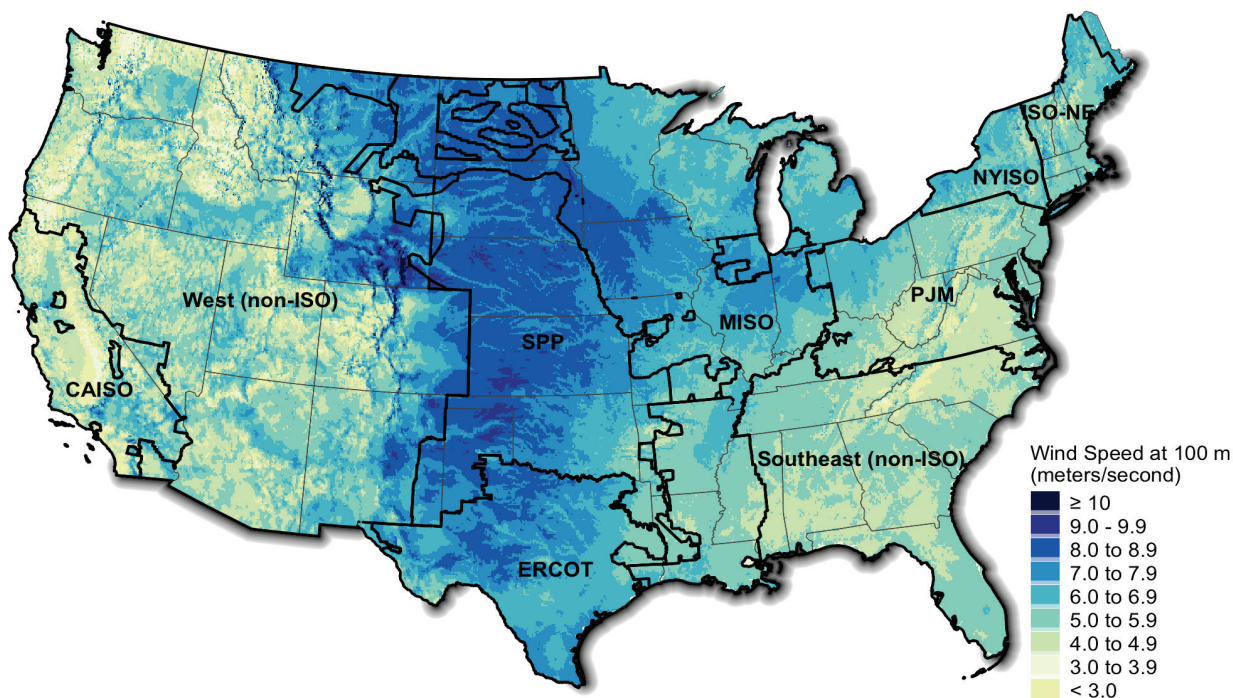 ISO-NE
NYISO
West (non-ISO)
PJM
MISO
SPP
CAISO
Southeast (non-ISO)
ERCOT
Wind Speed at 100 m
(meters/second)
≥ 10
9.0 - 9.9
8.0 to 8.9
7.0 to 7.9
6.0 to 6.9
5.0 to 5.9
4.0 to 4.9
3.0 to 3.9
< 3.0